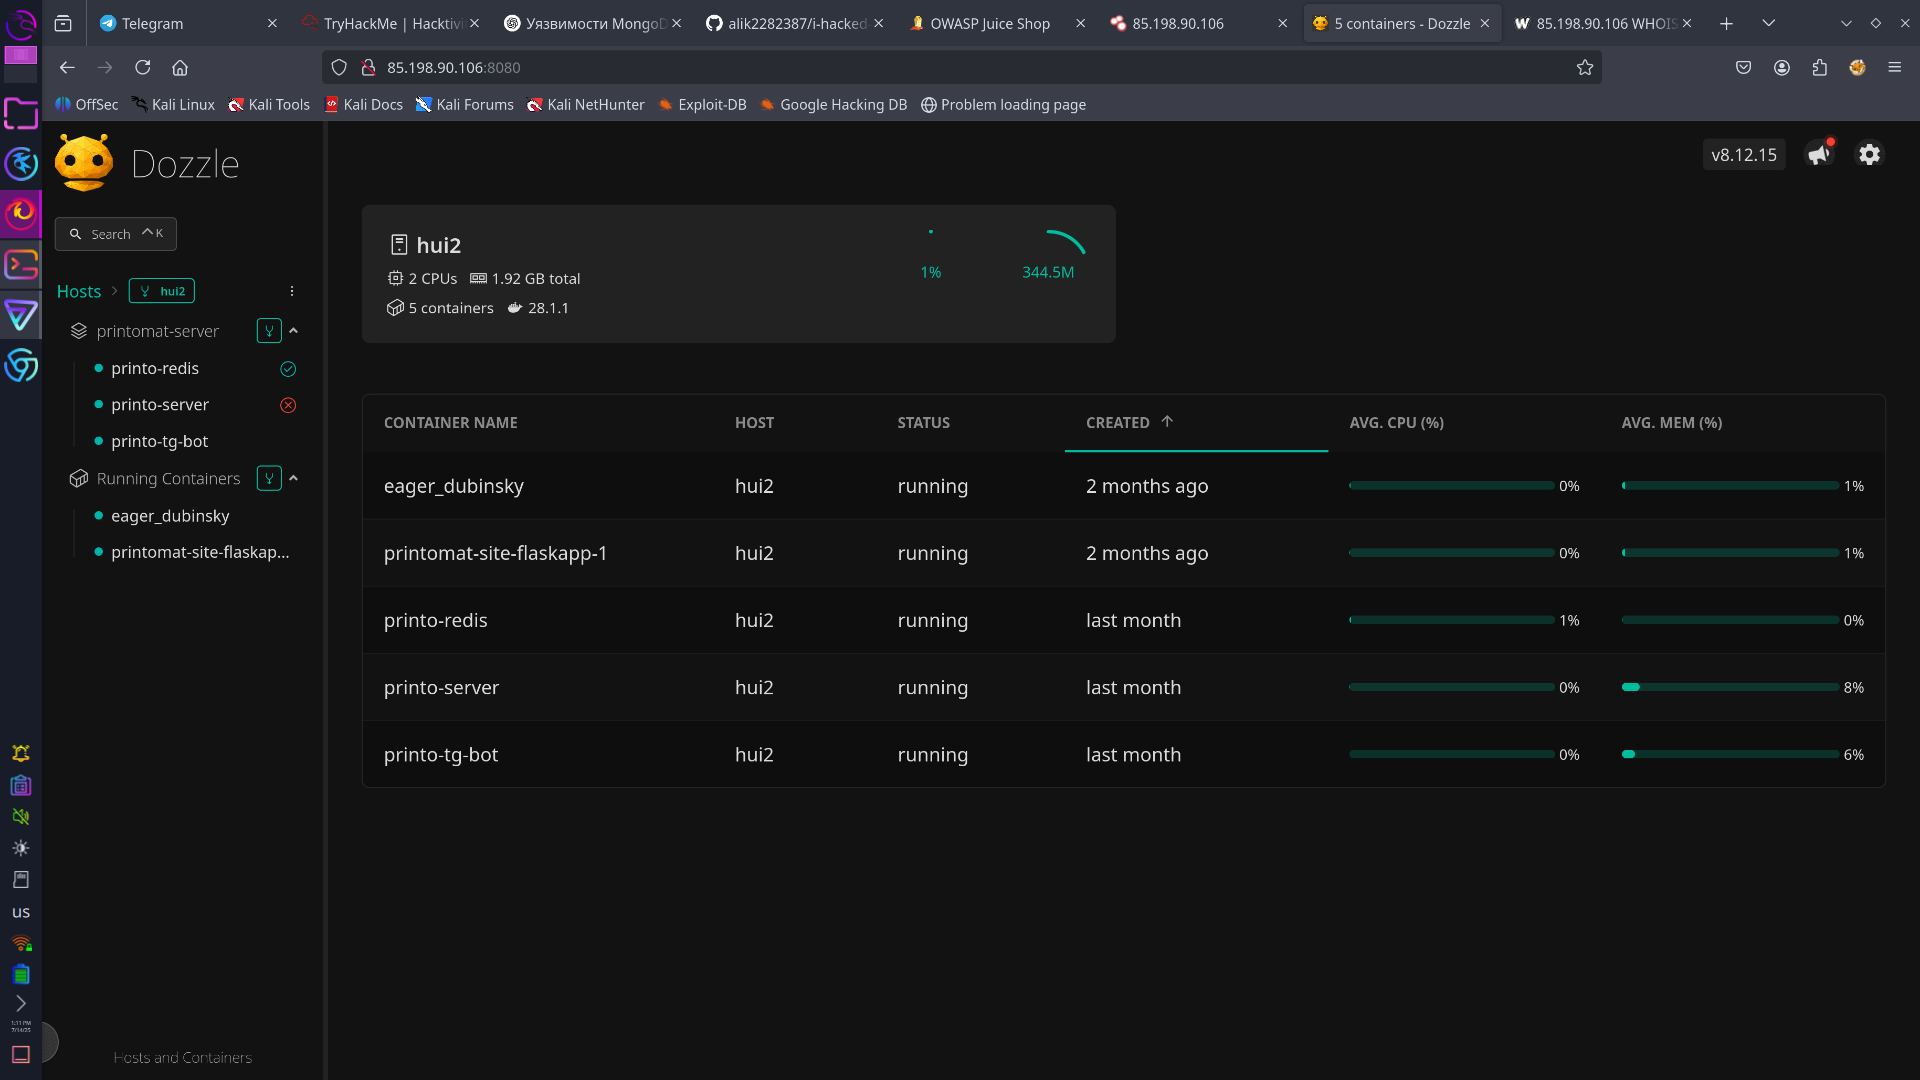 Telegram
TryHackMe | Hacktivi
Уязвимости MongoD
alik2282387/i-hacked
OWASP Juice Shop
85.198.90.106
5 containers - Dozzle
85.198.90.106 WHOIS
85.198.90.106:8080
OffSec
Kali Linux
Kali Tools
Kali Docs
Kali Forums
Kali NetHunter
Exploit-DB
Google Hacking DB
Problem loading page
Dozzle
v8.12.15
Search ^ K
Hosts
hui2
printomat-server
printo-redis
printo-server
printo-tg-bot
Running Containers
eager_dubinsky
printomat-site-flaskap...
hui2
2 CPUs 1.92 GB total
5 containers 28.1.1
1%
344.5M
CONTAINER NAME HOST STATUS CREATED AVG. CPU (%) AVG. MEM (%)
eager_dubinsky hui2 running 2 months ago 0% 1%
printomat-site-flaskapp-1 hui2 running 2 months ago 0% 1%
printo-redis hui2 running last month 1% 0%
printo-server hui2 running last month 0% 8%
printo-tg-bot hui2 running last month 0% 6%
us
1:11 PM
7/14/25
Hosts and Containers